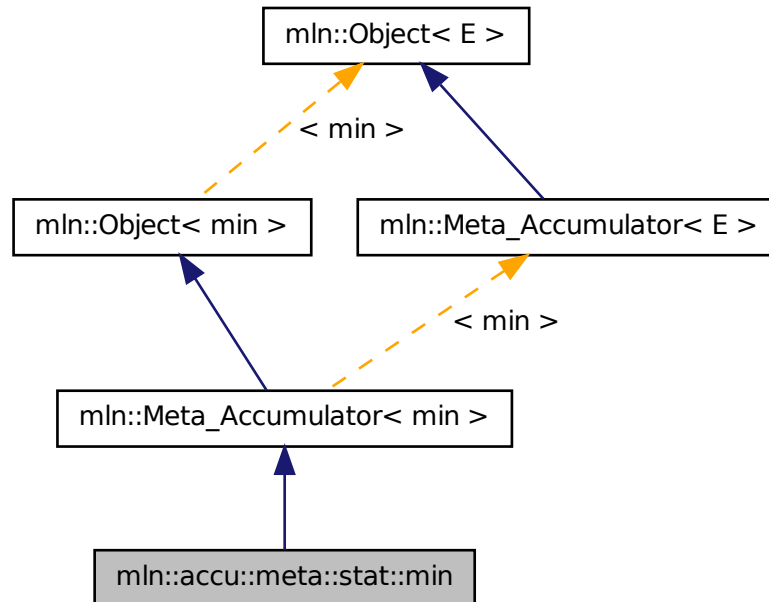 mln::Object< E >
< min >
mln::Object< min >
mln::Meta_Accumulator< E >
< min >
mln::Meta_Accumulator< min >
mln::accu::meta::stat::min